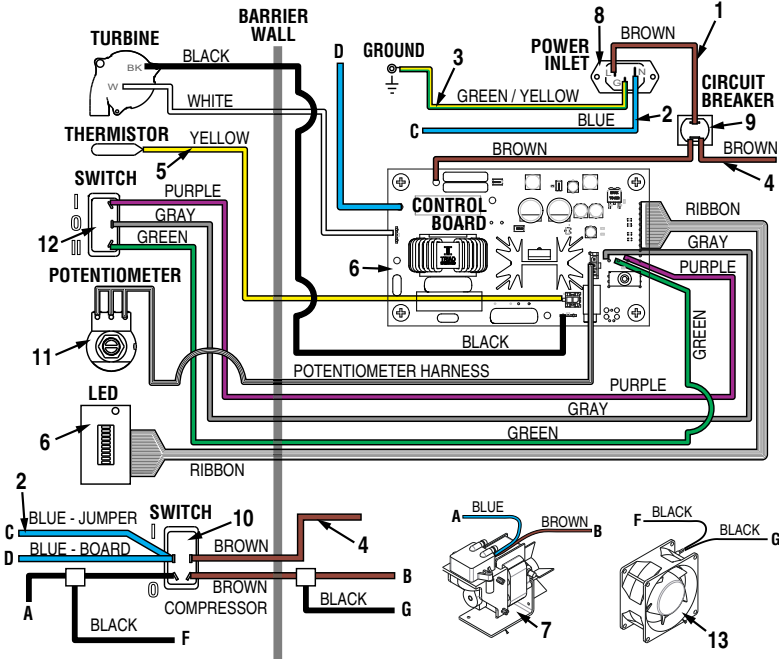 BARRIER
WALL
TURBINE
BK
W
BLACK
WHITE
THERMISTOR
YELLOW
5
SWITCH
I
O
II
12
PURPLE
GRAY
GREEN
POTENTIOMETER
11
D
GROUND
3
GREEN / YELLOW
C
BLUE
2
8
POWER
INLET
L
N
G
BROWN
1
CIRCUIT
BREAKER
9
BROWN
4
BROWN
CONTROL
BOARD
6
RIBBON
GRAY
PURPLE
GREEN
BLACK
POTENTIOMETER HARNESS
PURPLE
GRAY
GREEN
LED
6
RIBBON
2
C
BLUE - JUMPER
D
BLUE - BOARD
SWITCH
I
O
10
BROWN
4
BROWN
COMPRESSOR
B
A
BLACK
F
BLACK
G
A
BLUE
BROWN
B
7
F
BLACK
BLACK
G
13